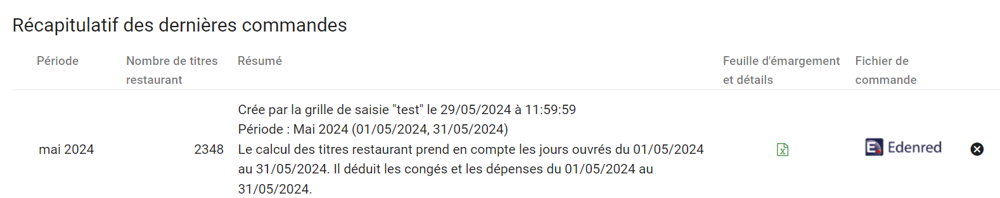 Récapitulatif des dernières commandes
Période
Nombre de titres
restaurant
Résumé
Feuille d'émargement
et détails
Fichier de
commande
mai 2024
2348
Crée par la grille de saisie "test" le 29/05/2024 à 11:59:59
Période : Mai 2024 (01/05/2024, 31/05/2024)
Le calcul des titres restaurant prend en compte les jours ouvrés du 01/05/2024
au 31/05/2024. Il déduit les congés et les dépenses du 01/05/2024 au
31/05/2024.
Edenred